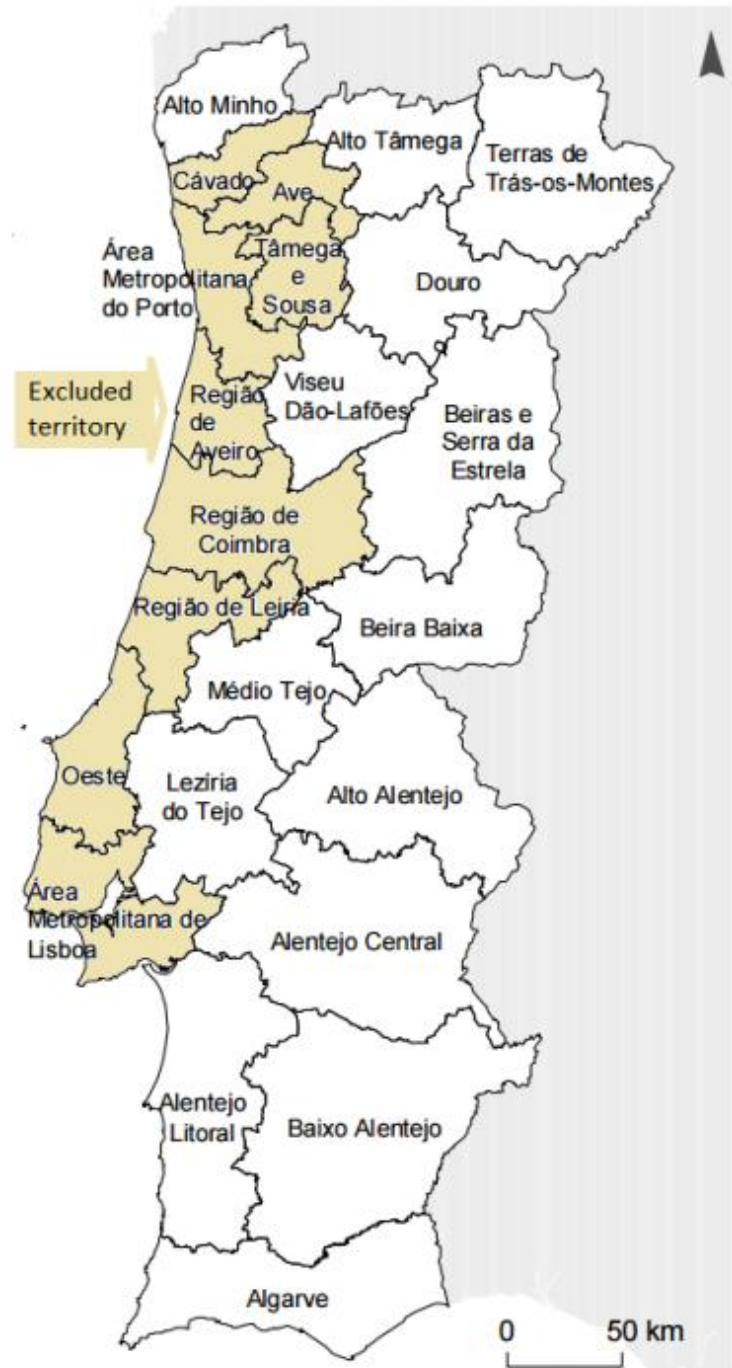 Alto Minho
Alto Tâmega
Terras de
Trás-os-Montes
Cávado
Ave
Área
Metropolitana
do Porto
Tâmega
e
Sousa
Douro
Excluded
territory
Região
de
Aveiro
Viseu
Dão-Lafões
Beiras e
Serra da
Estrela
Região de
Coimbra
Região de Leiria
Beira Baixa
Médio Tejo
Oeste
Lezíria
do Tejo
Alto Alentejo
Área
Metropolitana de
Lisboa
Alentejo Central
Alentejo
Litoral
Baixo Alentejo
Algarve
0 50 km